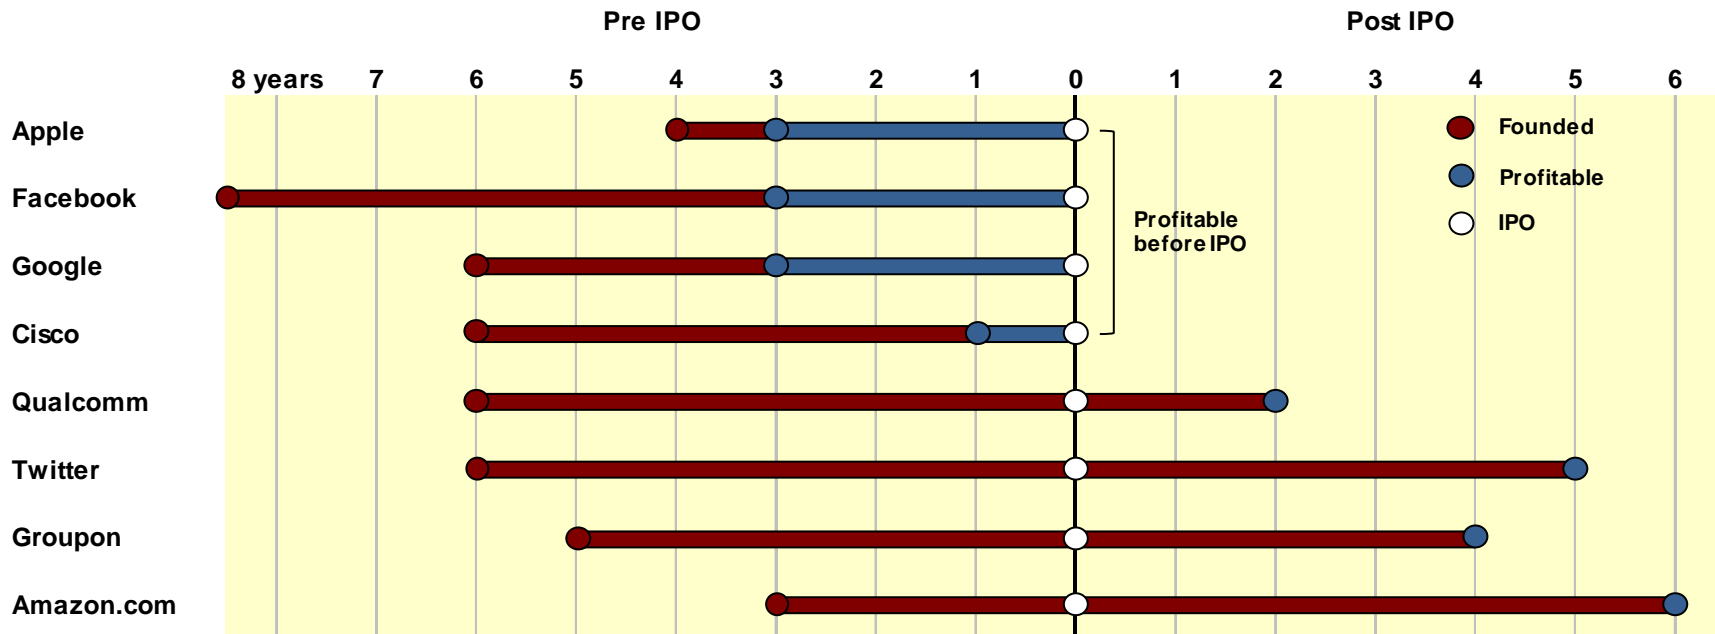 Pre IPO Post IPO
8 years 7 6 5 4 3 2 1 0 1 2 3 4 5 6
Apple
Founded
Profitable
Facebook
Profitable
before IPO
IPO
Google
Cisco
Qualcomm
Twitter
Groupon
Amazon.com